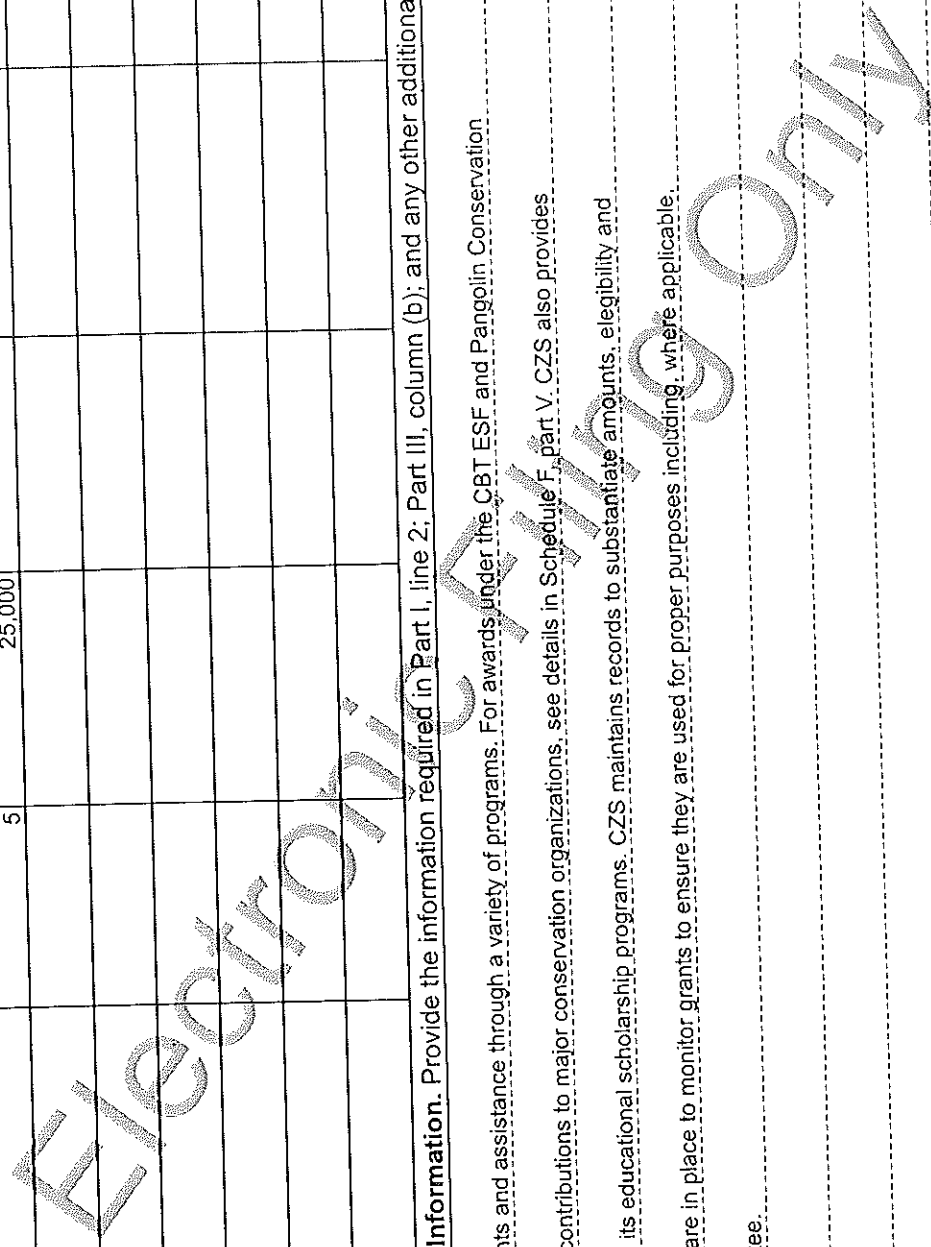 5 25,000
Information. Provide the information required in Part I, line 2; Part III, column (b); and any other additiona
nts and assistance through a variety of programs. For awards under the CBT ESF and Pangolin Conservation
contributions to major conservation organizations, see details in Schedule F, part V. CZS also provides
its educational scholarship programs. CZS maintains records to substantiate amounts, elegibility and
are in place to monitor grants to ensure they are used for proper purposes including, where applicable,
tee.
Electronic Filing Only